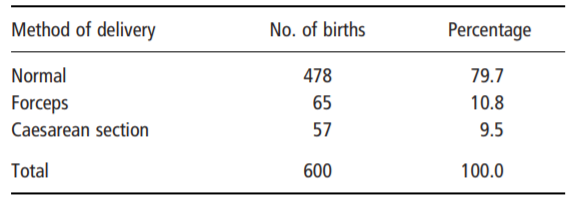 Method of delivery No. of births Percentage
Normal 478 79.7
Forceps 65 10.8
Caesarean section 57 9.5
Total 600 100.0